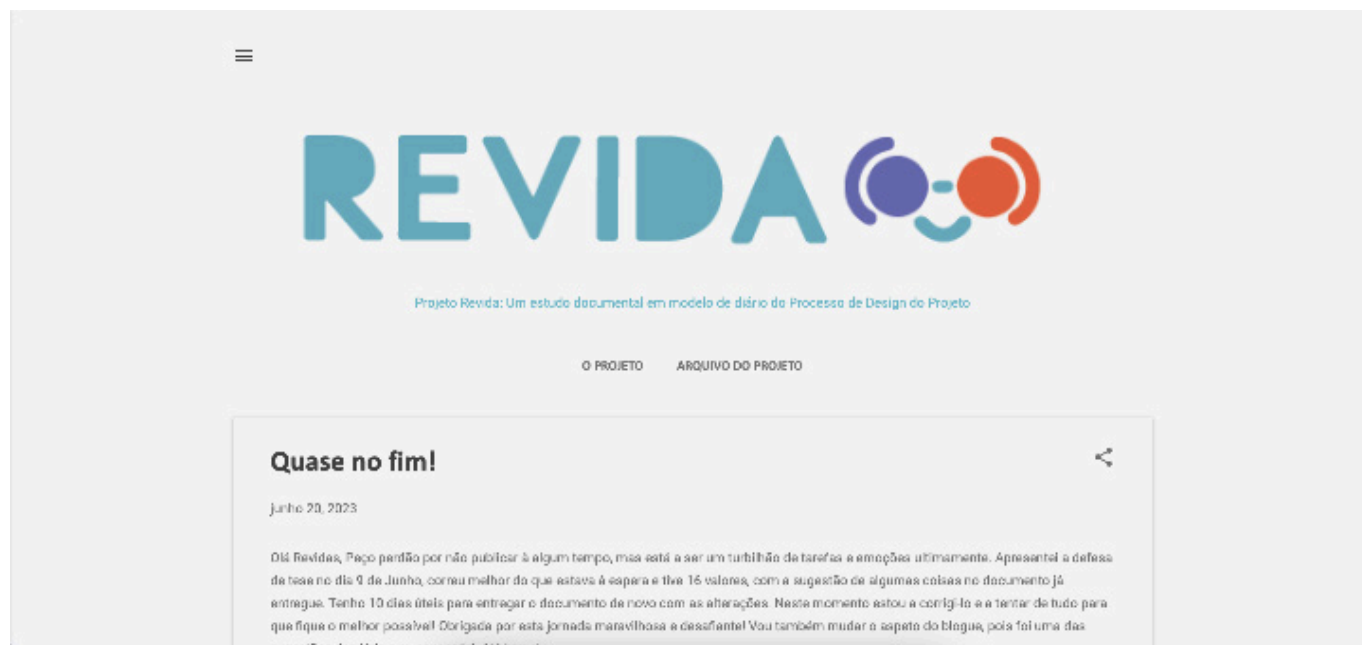 REVIDA
Projeto Revida: Um estudo documental em modelo de diário do Processo de Design do Projeto
O PROJETO ARQUIVO DO PROJETO
Quase no fim!
junho 20, 2023
Olá Revidas, Peço perdão por não publicar à algum tempo, mas está a ser um turbilhão de tarefas e emoções ultimamente. Apresentei a defesa
de tese no dia 9 de Junho, correu melhor do que estava á espera e tive 16 valores, com a sugestão de algumas coisas no documento já
entregue. Tenho 10 dias úteis para entregar o documento de novo com as alterações. Neste momento estou a corrigi-lo e a tentar de tudo para
que fique o melhor possível! Obrigada por esta jornada maravilhosa e desafiante! Vou também mudar o aspeto do blogue, pois foi uma das